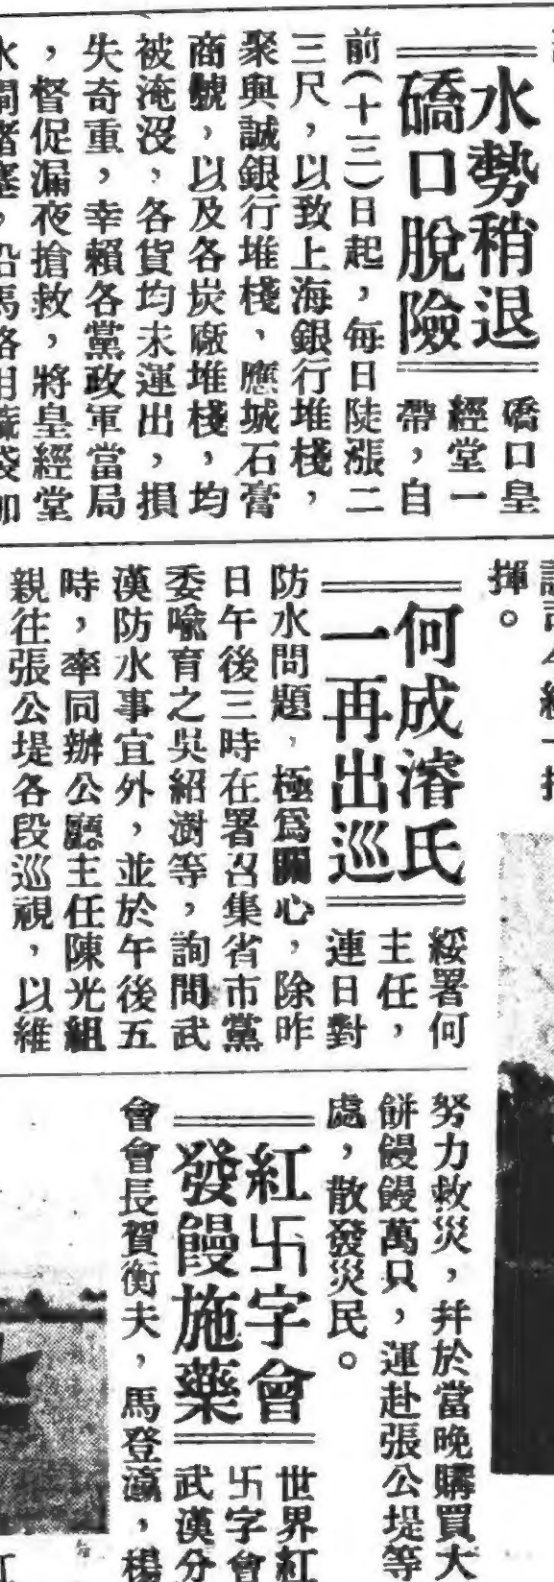 水勢稍退
礄口脫險
礄口皇
經堂一
帶，自
前(十三)日起，每日陡漲二
三尺，以致上海銀行堆棧，
聚興誠銀行堆棧，應城石膏
商號，以及各炭廠堆棧，均
被淹沒，各貨均未運出，損
失奇重，幸賴各黨政軍當局
，督促漏夜搶救，將皇經堂
揮。
何成濬氏
一再出巡
綏署何
主任，
連日對
防水問題，極爲關心，除昨
日午後三時在署召集省市黨
委喻育之吳紹澍等，詢問武
漢防水事宜外，並於午後五
時，率同辦公廳主任陳光組
親往張公堤各段巡視，以維
努力救災，幷於當晚購買大
餅饅饅萬只，運赴張公堤等
處，散發災民。
紅卐字會
發饅施藥
世界紅
卐字會
武漢分
會會長賀衡夫，馬登瀛，楊